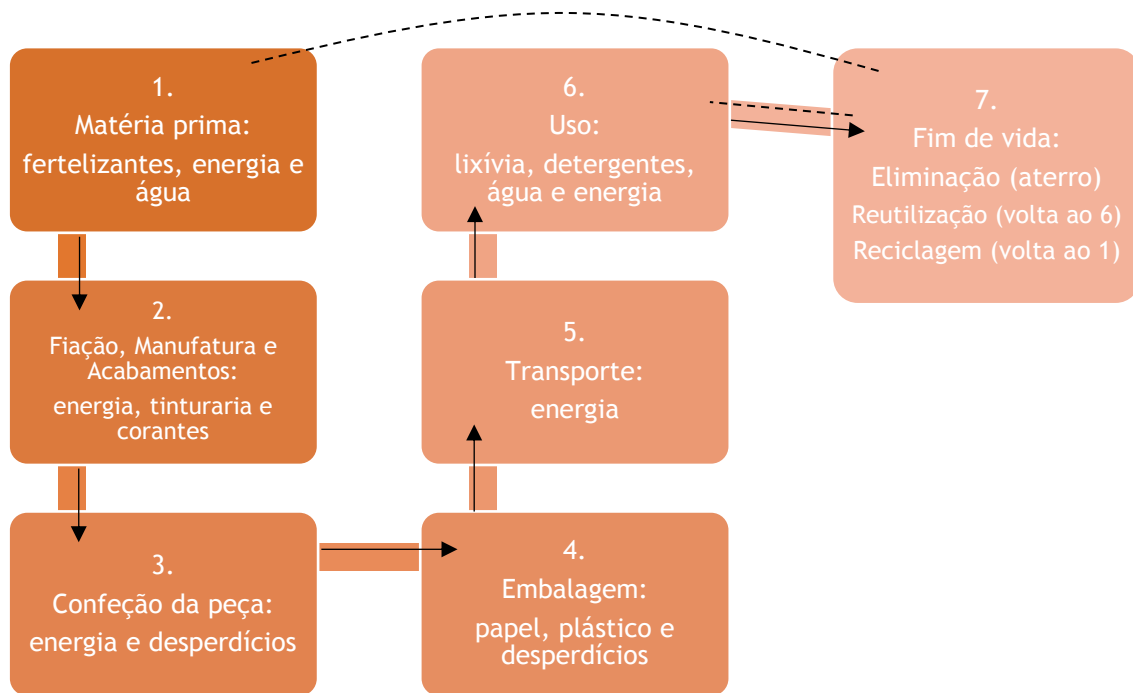 1.
Matéria prima:
fertelizantes, energia e
água
2.
Fiação, Manufatura e
Acabamentos:
energia, tinturaria e
corantes
3.
Confeção da peça:
energia e desperdícios
4.
Embalagem:
papel, plástico e
desperdícios
5.
Transporte:
energia
6.
Uso:
lixívia, detergentes,
água e energia
7.
Fim de vida:
Eliminação (aterro)
Reutilização (volta ao 6)
Reciclagem (volta ao 1)